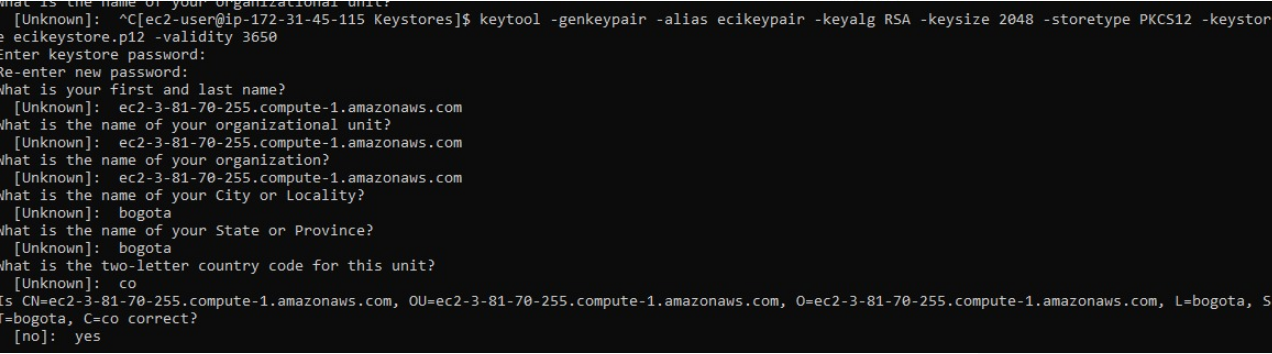 What is the name of your organizational unit?
  [Unknown]:  ^C[ec2-user@ip-172-31-45-115 Keystores]$ keytool -genkeypair -alias ecikeypair -keyalg RSA -keysize 2048 -storetype PKCS12 -keystor
e ecikeystore.p12 -validity 3650
Enter keystore password:
Re-enter new password:
What is your first and last name?
  [Unknown]:  ec2-3-81-70-255.compute-1.amazonaws.com
What is the name of your organizational unit?
  [Unknown]:  ec2-3-81-70-255.compute-1.amazonaws.com
What is the name of your organization?
  [Unknown]:  ec2-3-81-70-255.compute-1.amazonaws.com
What is the name of your City or Locality?
  [Unknown]:  bogota
What is the name of your State or Province?
  [Unknown]:  bogota
What is the two-letter country code for this unit?
  [Unknown]:  co
Is CN=ec2-3-81-70-255.compute-1.amazonaws.com, OU=ec2-3-81-70-255.compute-1.amazonaws.com, O=ec2-3-81-70-255.compute-1.amazonaws.com, L=bogota, S
T=bogota, C=co correct?
  [no]:  yes